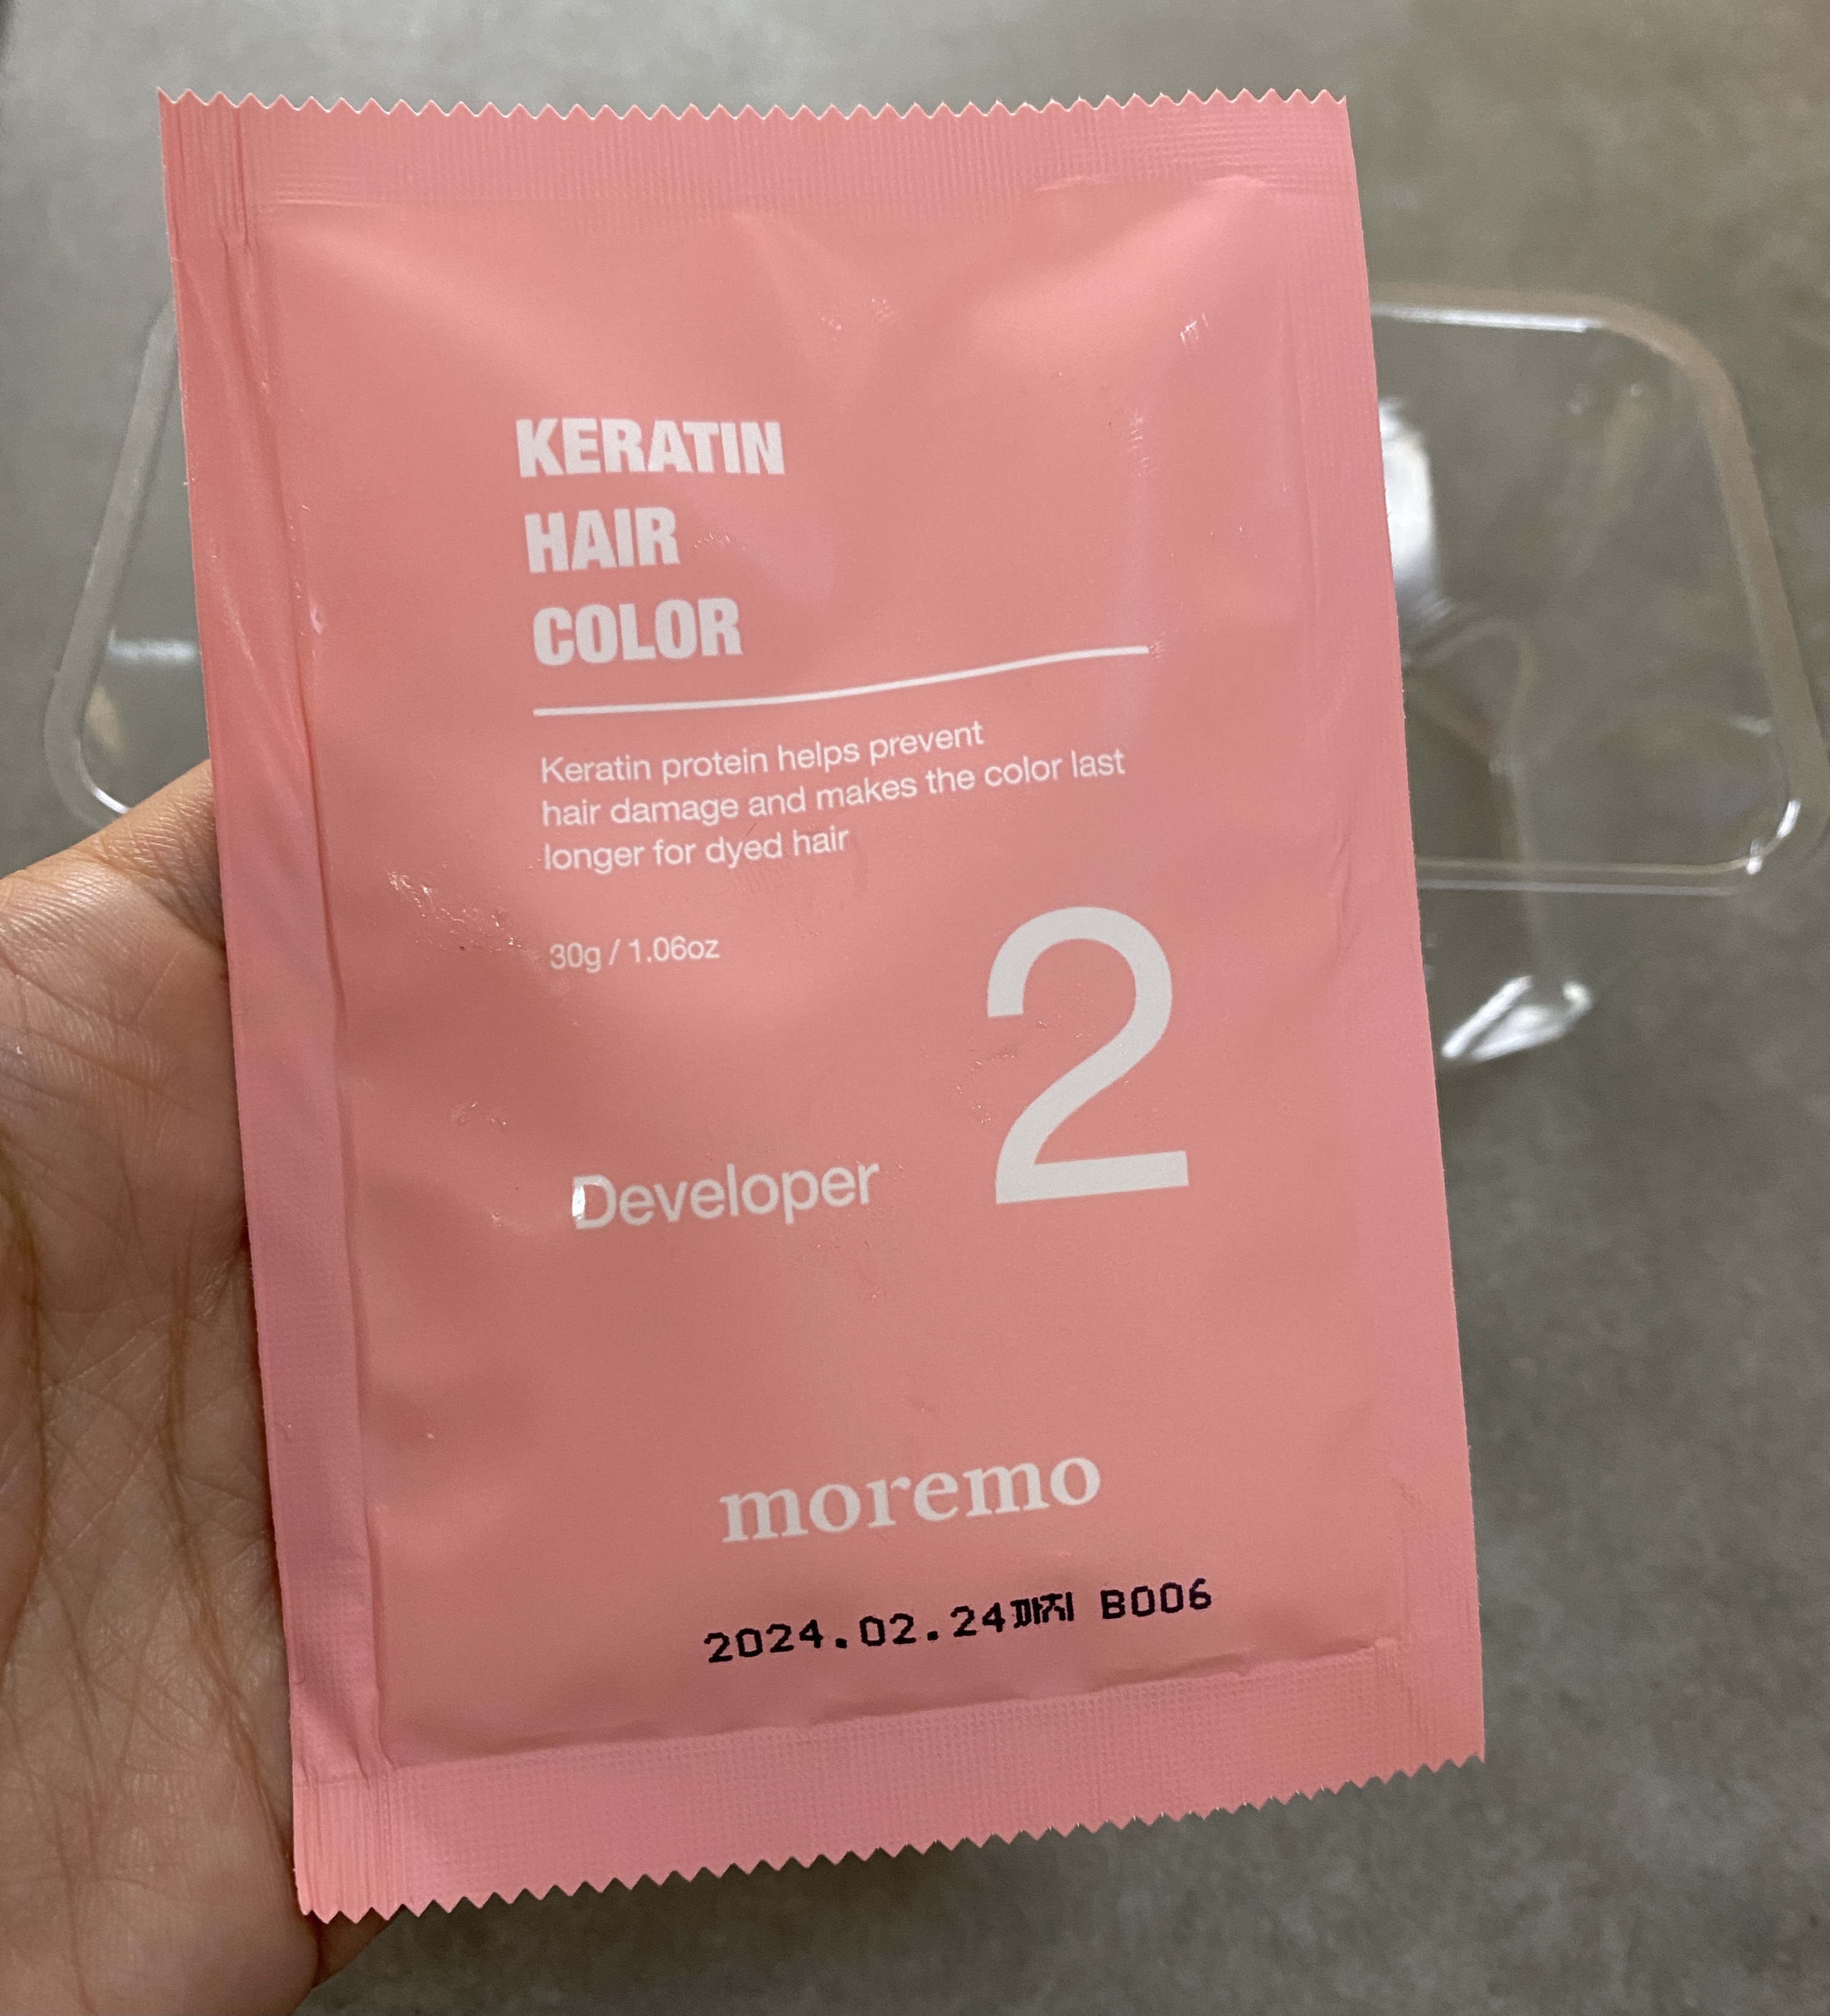 KERATIN
HAIR
COLOR
Keratin protein helps prevent
hair damage and makes the color last
longer for dyed hair
30g / 1.06oz
2
Developer
moremo
2024.02.24까지 B006